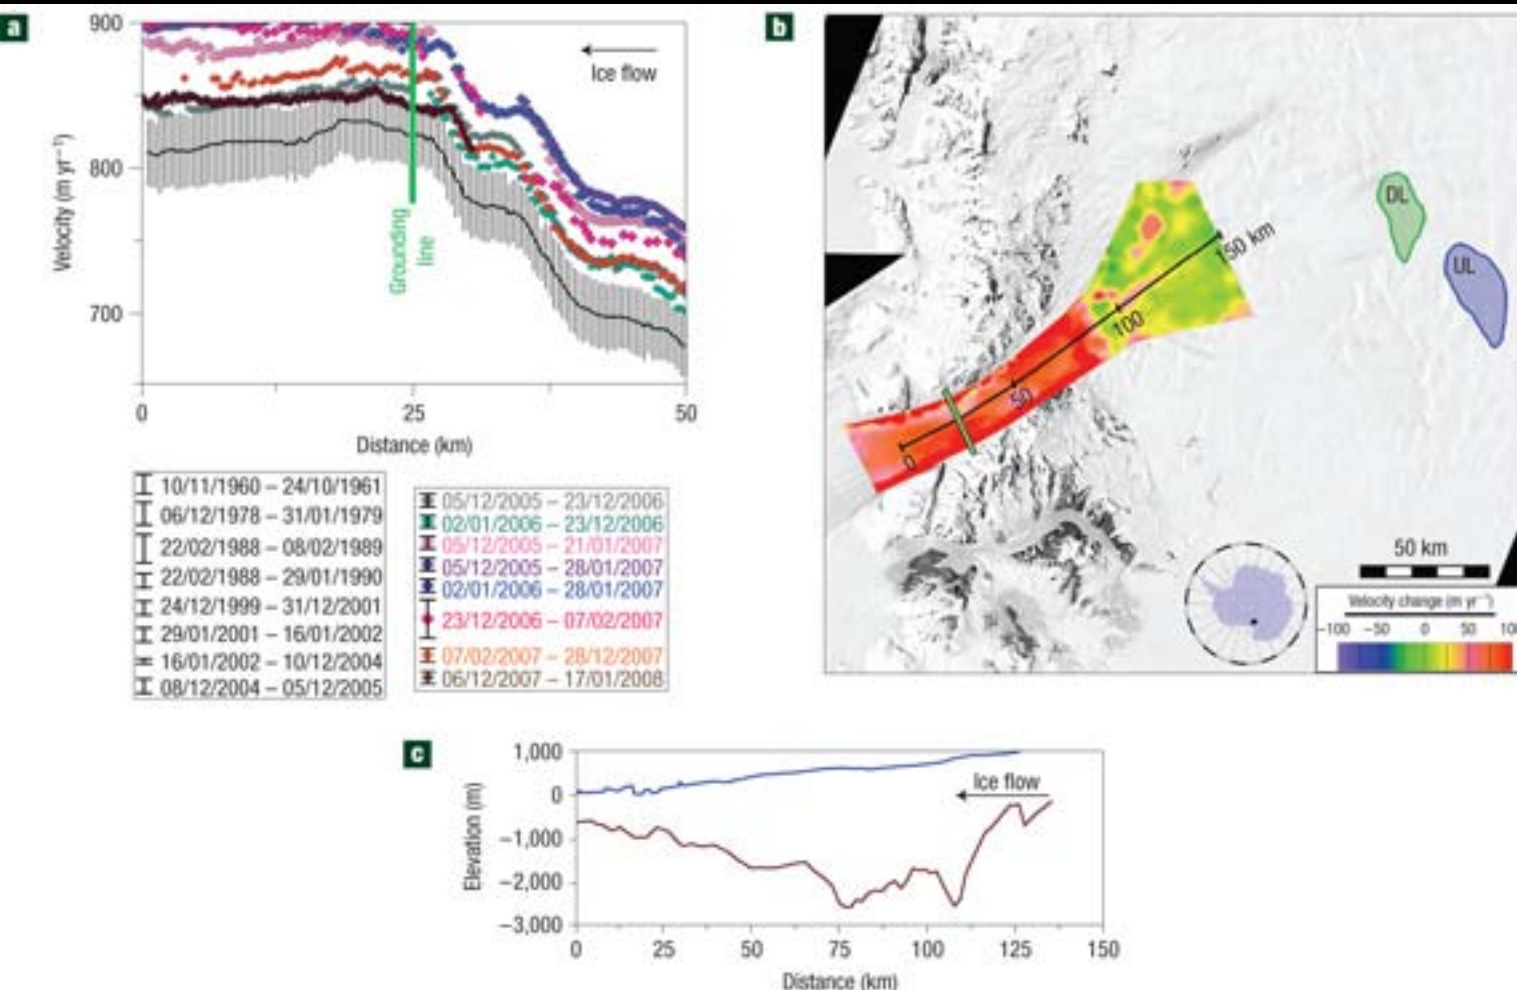 a
900
800
700
Velocity (m yr⁻¹)
Ice flow
Grounding
line
0
25
50
Distance (km)
10/11/1960 – 24/10/1961
06/12/1978 – 31/01/1979
22/02/1988 – 08/02/1989
22/02/1988 – 29/01/1990
24/12/1999 – 31/12/2001
29/01/2001 – 16/01/2002
16/01/2002 – 10/12/2004
08/12/2004 – 05/12/2005
05/12/2005 – 23/12/2006
02/01/2006 – 23/12/2006
05/12/2005 – 21/01/2007
05/12/2005 – 28/01/2007
02/01/2006 – 28/01/2007
23/12/2006 – 07/02/2007
07/02/2007 – 28/12/2007
06/12/2007 – 17/01/2008
b
DL
UL
150 km
100
50
0
50 km
Velocity change (m yr⁻¹)
−100 −50 0 50 100
c
1,000
0
−1,000
−2,000
−3,000
Elevation (m)
Ice flow
0 25 50 75 100 125 150
Distance (km)